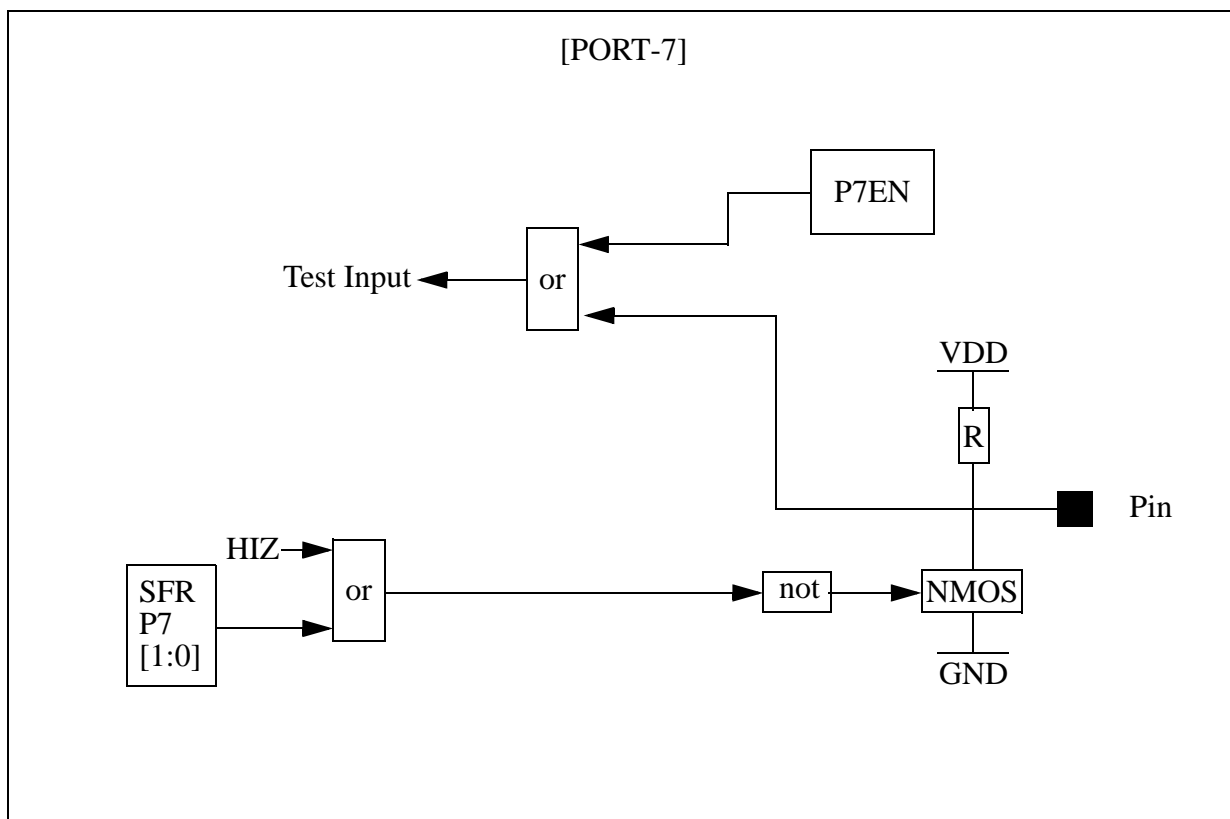 [PORT-7]
P7EN
or
Test Input
VDD
R
Pin
HIZ
SFR
P7
[1:0]
or
not
NMOS
GND